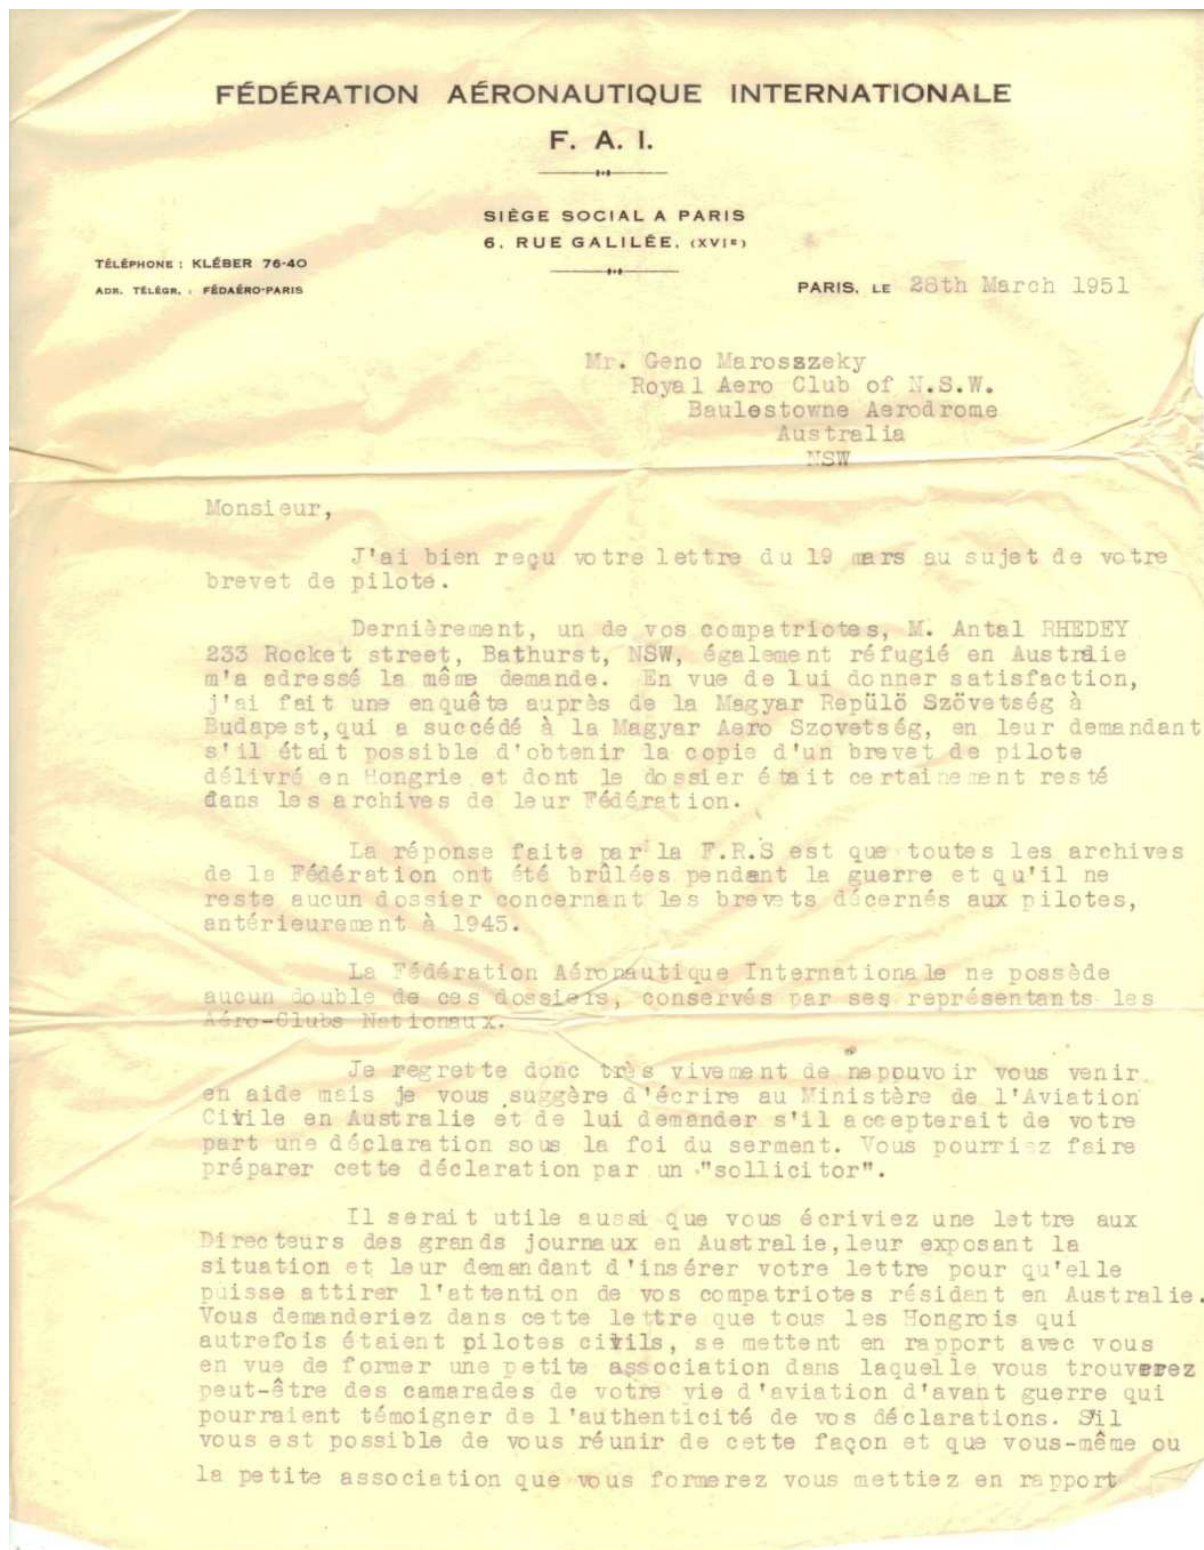 FÉDÉRATION AÉRONAUTIQUE INTERNATIONALE
F. A. I.
SIÈGE SOCIAL A PARIS
6, RUE GALILÉE, (XVIᵉ)
TÉLÉPHONE : KLÉBER 76-40
ADR. TÉLÉGR. : FÉDAÉRO-PARIS
PARIS, LE 28th March 1951
Mr. Geno Marosszeky
Royal Aero Club of N.S.W.
Baulestowne Aerodrome
Australia
NSW
Monsieur,
J'ai bien reçu votre lettre du 19 mars au sujet de votre
brevet de pilote.
Dernièrement, un de vos compatriotes, M. Antal RHEDEY
233 Rocket street, Bathurst, NSW, également réfugié en Australie
m'a adressé la même demande. En vue de lui donner satisfaction,
j'ai fait une enquête auprès de la Magyar Repülö Szövetség à
Budapest, qui a succédé à la Magyar Aero Szovetség, en leur demandant
s'il était possible d'obtenir la copie d'un brevet de pilote
délivré en Hongrie et dont le dossier était certainement resté
dans les archives de leur Fédération.
La réponse faite par la F.R.S est que toutes les archives
de la Fédération ont été brûlées pendant la guerre et qu'il ne
reste aucun dossier concernant les brevets décernés aux pilotes,
antérieurement à 1945.
La Fédération Aéronautique Internationale ne possède
aucun double de ces dossiers, conservés par ses représentants les
Aéro-Clubs Nationaux.
Je regrette donc très vivement de ne pouvoir vous venir
en aide mais je vous suggère d'écrire au Ministère de l'Aviation
Civile en Australie et de lui demander s'il accepterait de votre
part une déclaration sous la foi du serment. Vous pourriez faire
préparer cette déclaration par un "sollicitor".
Il serait utile aussi que vous écriviez une lettre aux
Directeurs des grands journaux en Australie, leur exposant la
situation et leur demandant d'insérer votre lettre pour qu'elle
puisse attirer l'attention de vos compatriotes résidant en Australie.
Vous demanderiez dans cette lettre que tous les Hongrois qui
autrefois étaient pilotes civils, se mettent en rapport avec vous
en vue de former une petite association dans laquelle vous trouverez
peut-être des camarades de votre vie d'aviation d'avant guerre qui
pourraient témoigner de l'authenticité de vos déclarations. S'il
vous est possible de vous réunir de cette façon et que vous-même ou
la petite association que vous formerez vous mettiez en rapport